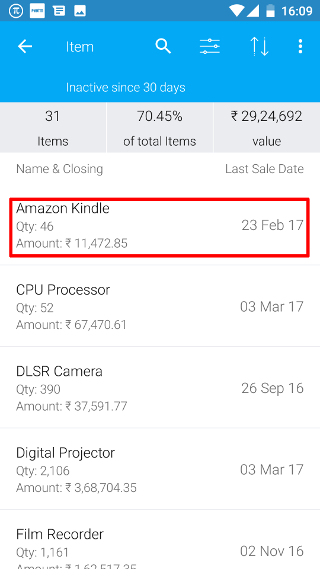 16:09
Item
Inactive since 30 days
31 70.45% ₹ 29,24,692
Items of total Items value
Name & Closing Last Sale Date
Amazon Kindle
Qty: 46 23 Feb 17
Amount: ₹ 11,472.85
CPU Processor
Qty: 52 03 Mar 17
Amount: ₹ 67,470.61
DLSR Camera
Qty: 390 26 Sep 16
Amount: ₹ 37,591.77
Digital Projector
Qty: 2,106 03 Mar 17
Amount: ₹ 3,68,704.35
Film Recorder
Qty: 1,161 02 Nov 16
Amount: ₹ 1,62,517.35